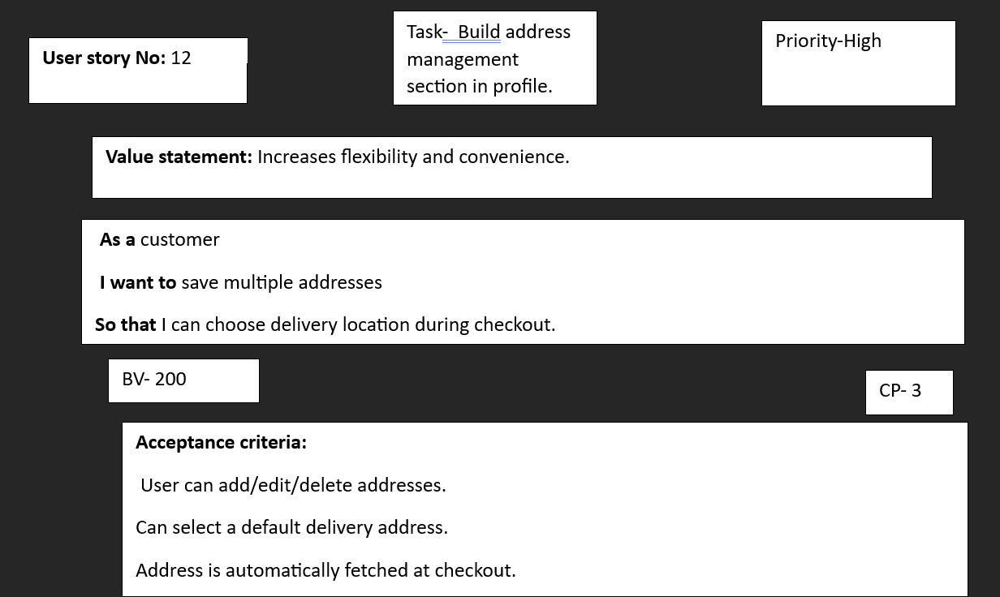 User story No: 12
Task-  Build address
management
section in profile.
Priority-High
Value statement: Increases flexibility and convenience.
As a customer
I want to save multiple addresses
So that I can choose delivery location during checkout.
BV- 200
CP- 3
Acceptance criteria:
User can add/edit/delete addresses.
Can select a default delivery address.
Address is automatically fetched at checkout.